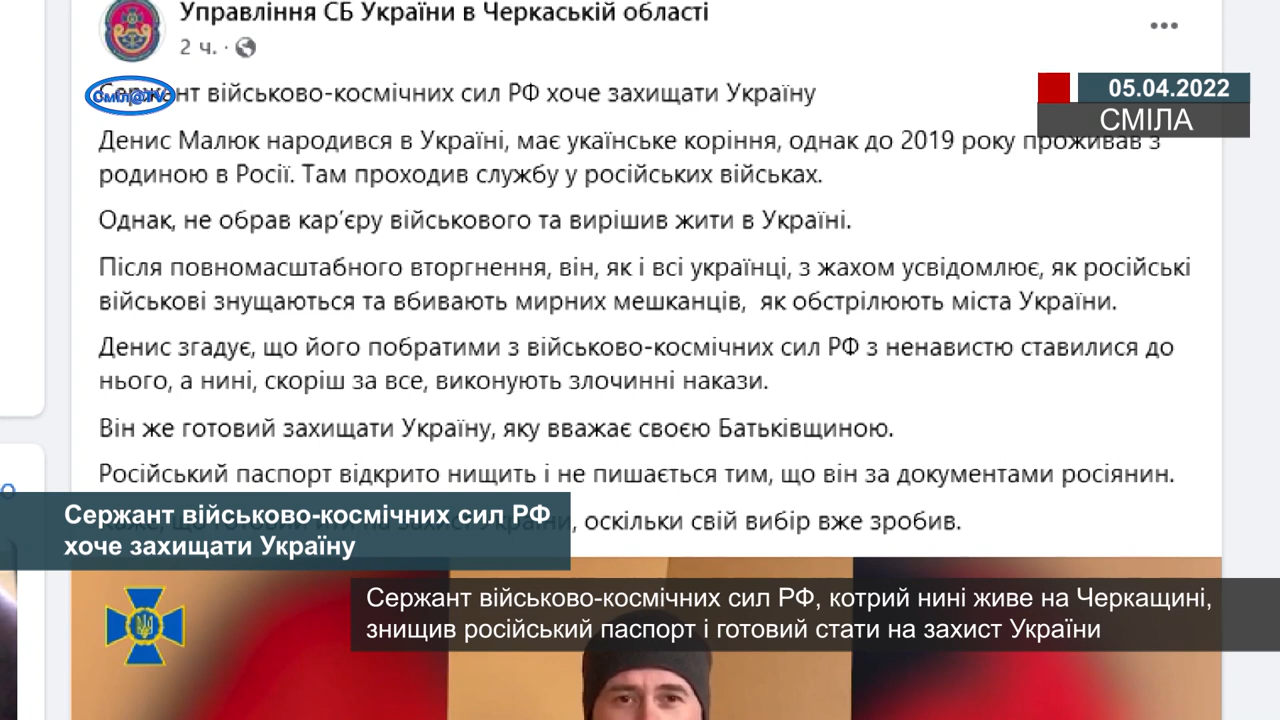 Управління СБ України в Черкаській області
2 ч. ·
Сміл@TV
Сержант військово-космічних сил РФ хоче захищати Україну
05.04.2022
СМІЛА
Денис Малюк народився в Україні, має укаїнське коріння, однак до 2019 року проживав з
родиною в Росії. Там проходив службу у російських військах.
Однак, не обрав кар’єру військового та вирішив жити в Україні.
Після повномасштабного вторгнення, він, як і всі українці, з жахом усвідомлює, як російські
військові знущаються та вбивають мирних мешканців, як обстрілюють міста України.
Денис згадує, що його побратими з військово-космічних сил РФ з ненавистю ставилися до
нього, а нині, скоріш за все, виконують злочинні накази.
Він же готовий захищати Україну, яку вважає своєю Батьківщиною.
Російський паспорт відкрито нищить і не пишається тим, що він за документами росіянин.
, оскільки свій вибір вже зробив.
Сержант військово-космічних сил РФ
хоче захищати Україну
Сержант військово-космічних сил РФ, котрий нині живе на Черкащині,
знищив російський паспорт і готовий стати на захист України